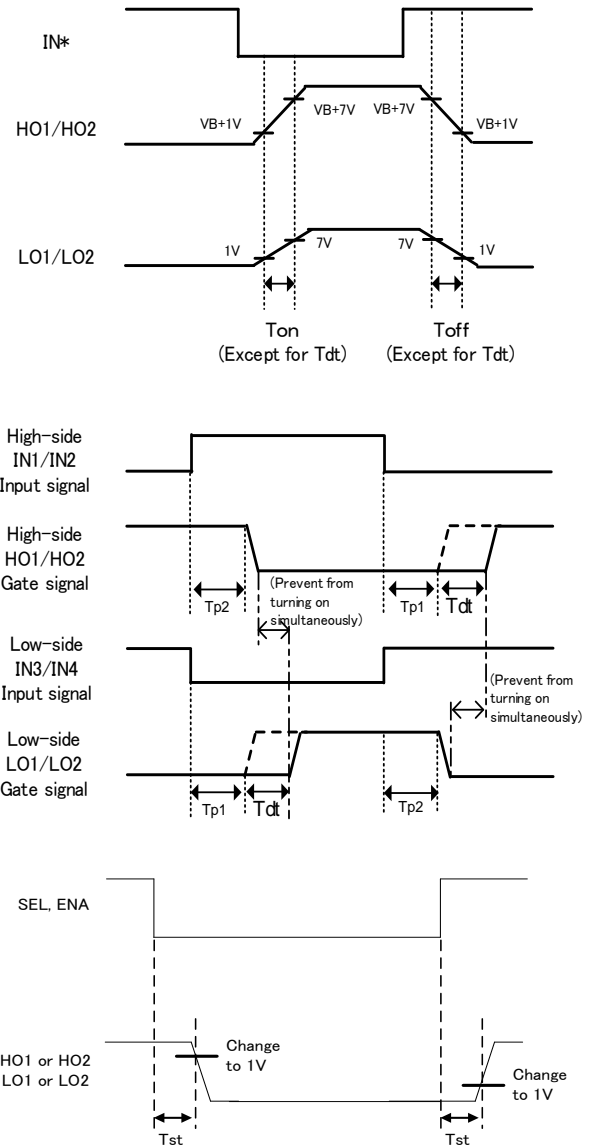 IN*
HO1/HO2
VB+1V
VB+7V
VB+7V
VB+1V
LO1/LO2
1V
7V
7V
1V
Ton
(Except for Tdt)
Toff
(Except for Tdt)
High-side
IN1/IN2
Input signal
High-side
HO1/HO2
Gate signal
Tp2
(Prevent from
turning on
simultaneously)
Tp1
Tdt
Low-side
IN3/IN4
Input signal
(Prevent from
turning on
simultaneously)
Low-side
LO1/LO2
Gate signal
Tp1
Tdt
Tp2
SEL, ENA
HO1 or HO2
LO1 or LO2
Change
to 1V
Change
to 1V
Tst
Tst